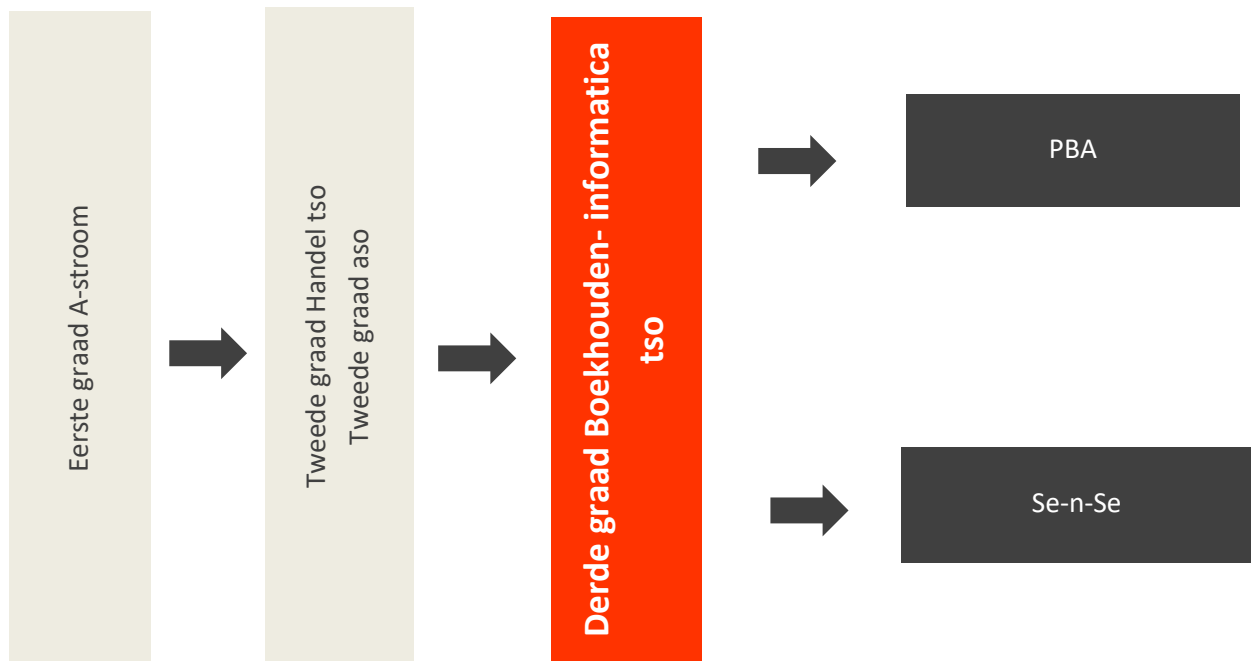 Eerste graad A-stroom
Tweede graad Handel tso
Tweede graad aso
Derde graad Boekhouden- informatica
tso
PBA
Se-n-Se